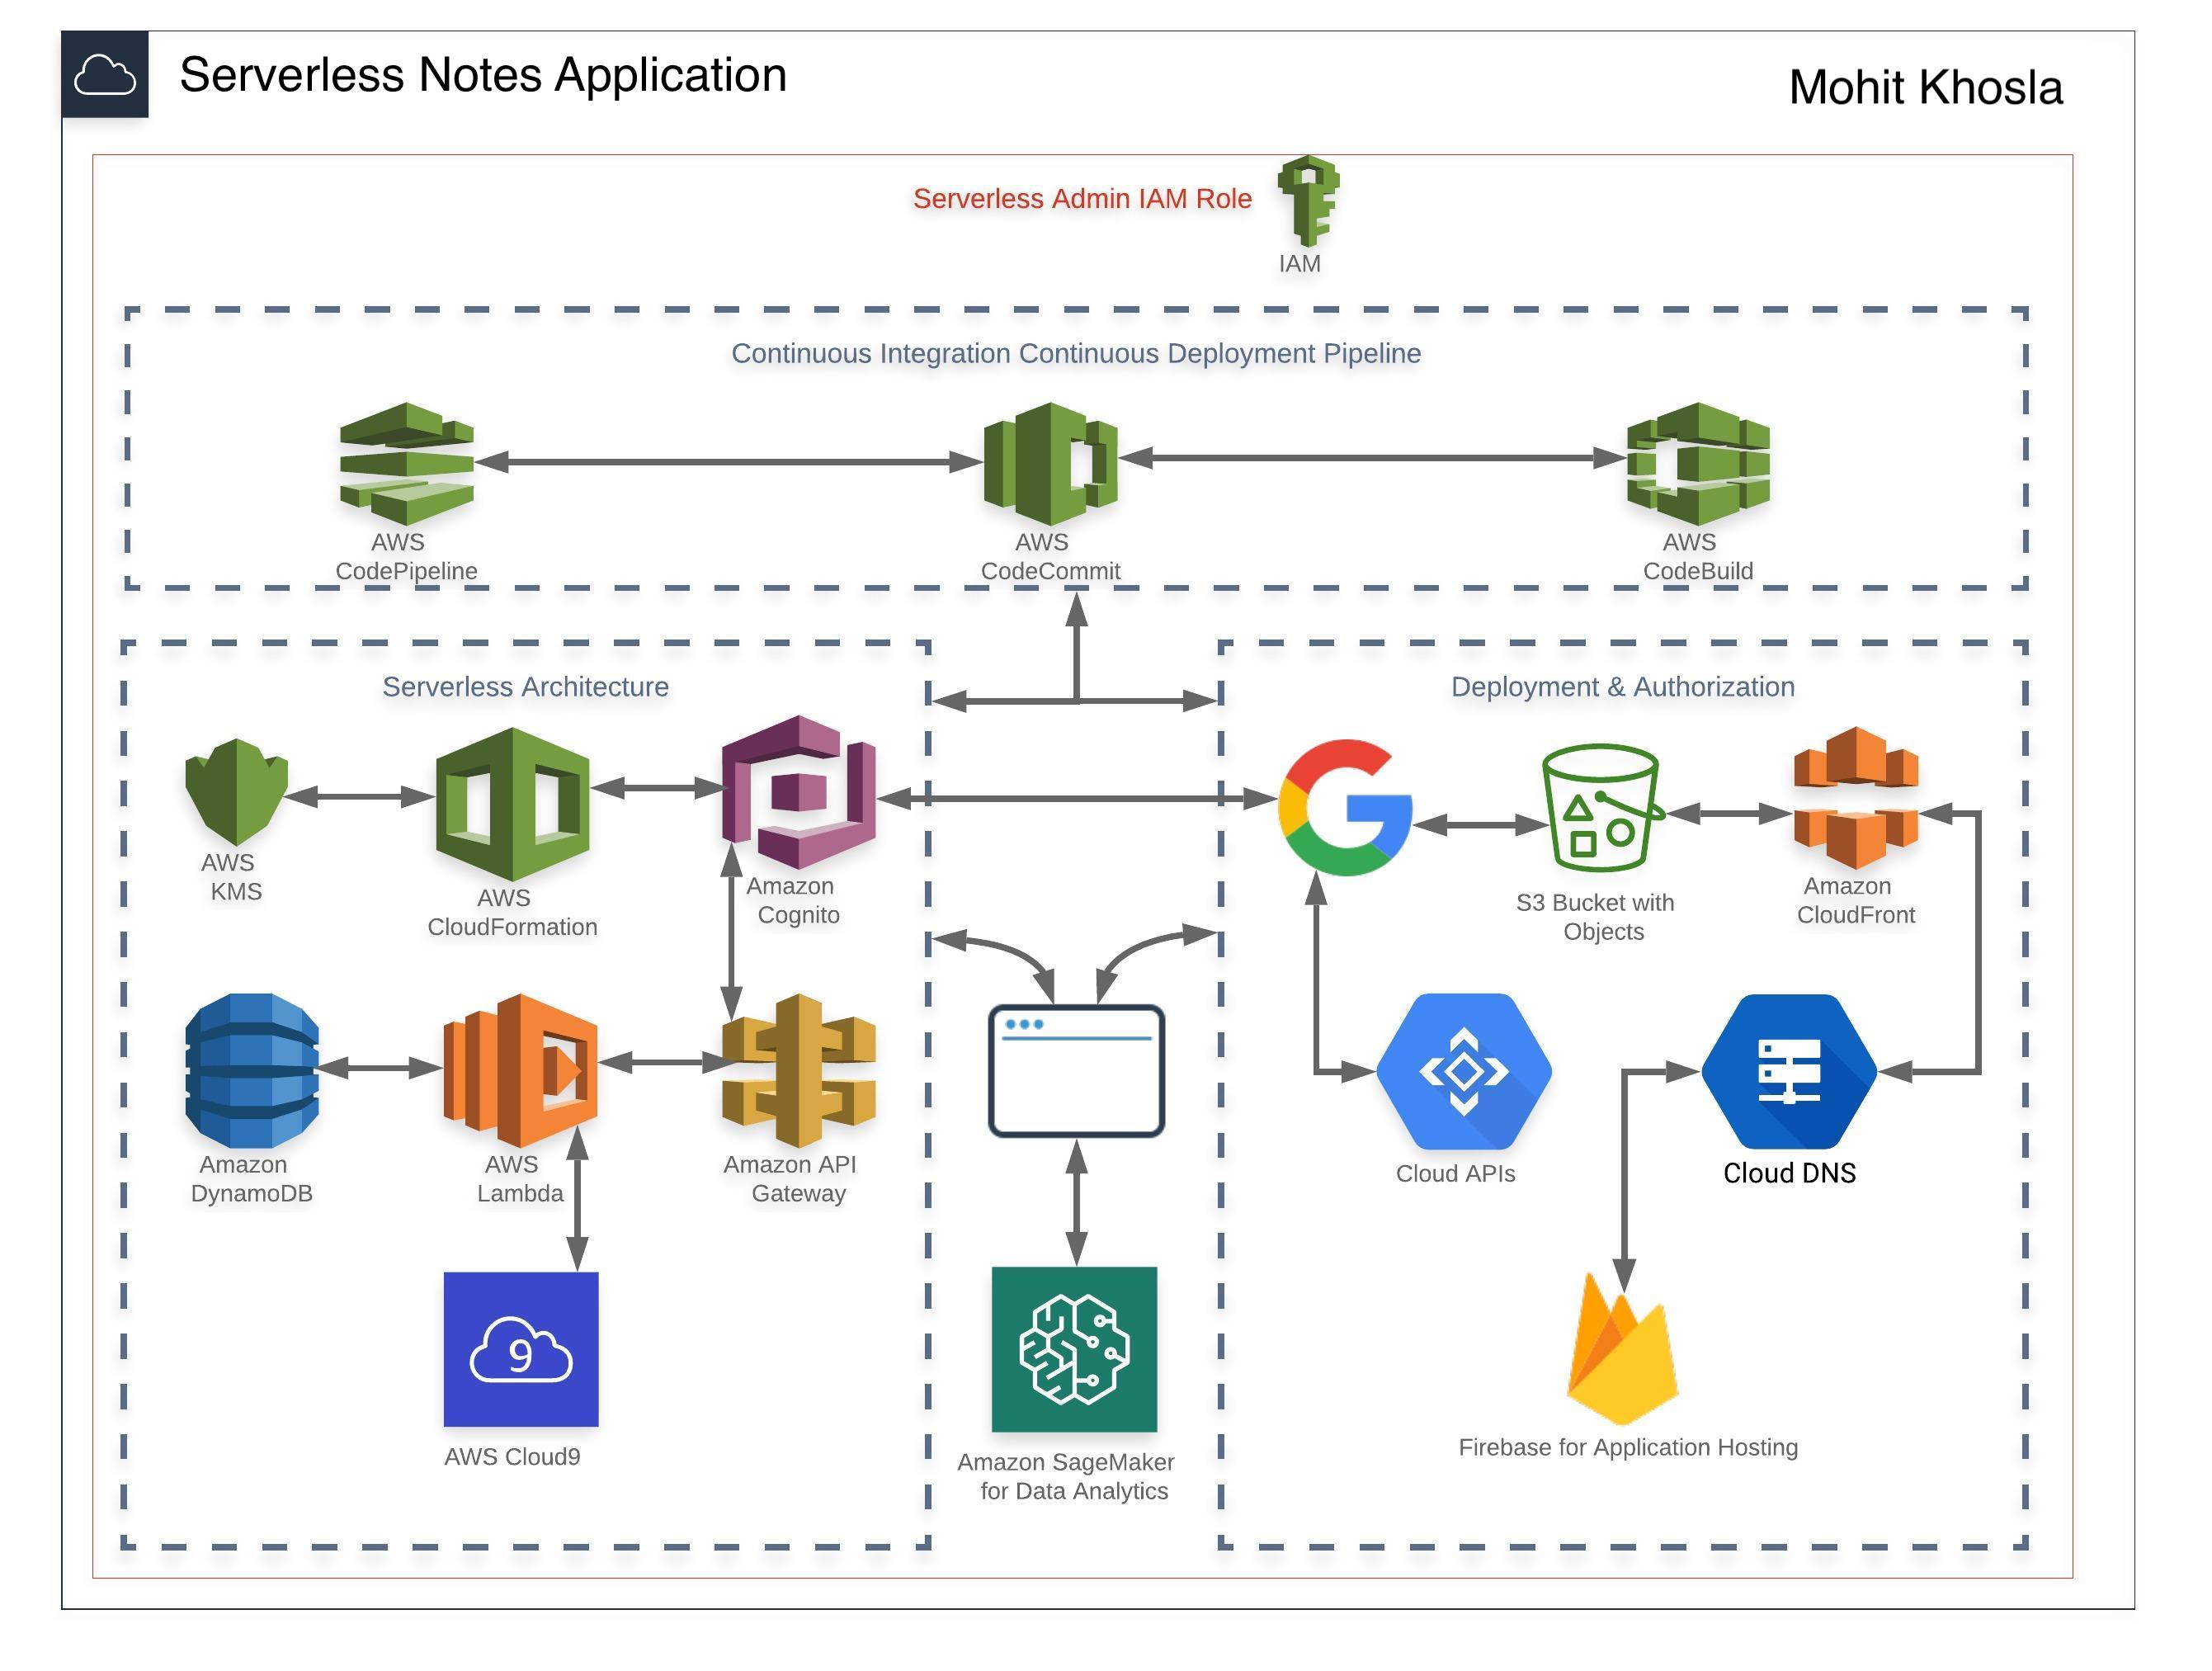 Serverless Notes Application
Mohit Khosla
Serverless Admin IAM Role
IAM
Continuous Integration Continuous Deployment Pipeline
AWS
CodePipeline
AWS
CodeCommit
AWS
CodeBuild
Serverless Architecture
AWS
KMS
AWS
CloudFormation
Amazon
Cognito
Amazon
DynamoDB
AWS
Lambda
Amazon API
Gateway
9
AWS Cloud9
Amazon SageMaker
for Data Analytics
Deployment & Authorization
G
S3 Bucket with
Objects
Amazon
CloudFront
Cloud APIs
Cloud DNS
Firebase for Application Hosting